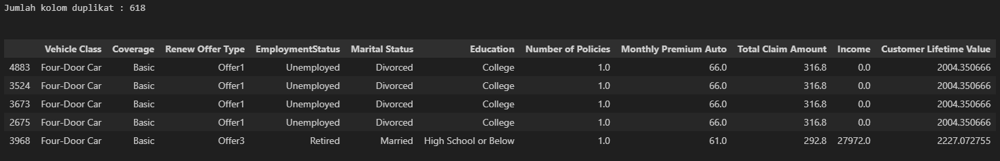 Jumlah kolom duplikat : 618
Vehicle Class Coverage Renew Offer Type EmploymentStatus Marital Status Education Number of Policies Monthly Premium Auto Total Claim Amount Income Customer Lifetime Value
4883 Four-Door Car Basic Offer1 Unemployed Divorced College 1.0 66.0 316.8 0.0 2004.350666
3524 Four-Door Car Basic Offer1 Unemployed Divorced College 1.0 66.0 316.8 0.0 2004.350666
3673 Four-Door Car Basic Offer1 Unemployed Divorced College 1.0 66.0 316.8 0.0 2004.350666
2675 Four-Door Car Basic Offer1 Unemployed Divorced College 1.0 66.0 316.8 0.0 2004.350666
3968 Four-Door Car Basic Offer3 Retired Married High School or Below 1.0 61.0 292.8 27972.0 2227.072755